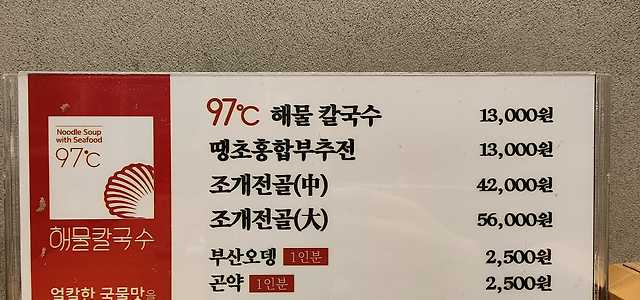 Noodle Soup
with Seafood
97℃
해물칼국수
얼칼한 국물맛을
97℃ 해물 칼국수 13,000원
땡초홍합부추전 13,000원
조개전골(中) 42,000원
조개전골(大) 56,000원
부산오뎅 1인분 2,500원
곤약 1인분 2,500원